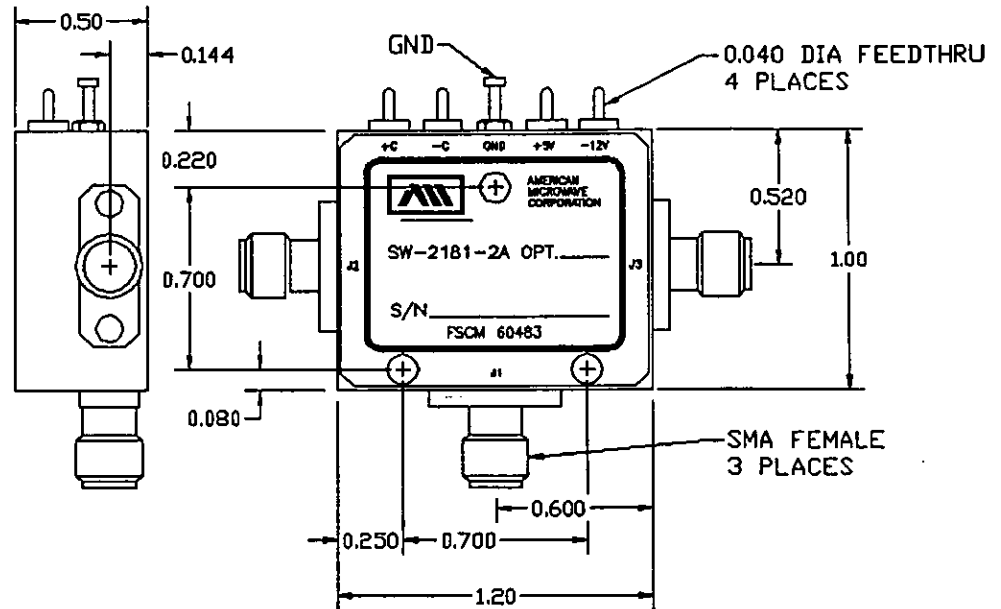 0.50
0.144
GND
0.040 DIA FEEDTHRU
4 PLACES
+C -C GND +5V -12V
0.220
AMERICAN
MICROWAVE
CORPORATION
0.520
SW-2181-2A OPT.
J2
J3
1.00
0.700
S/N
FSCM 60483
J1
0.080
SMA FEMALE
3 PLACES
0.600
0.250
0.700
1.20